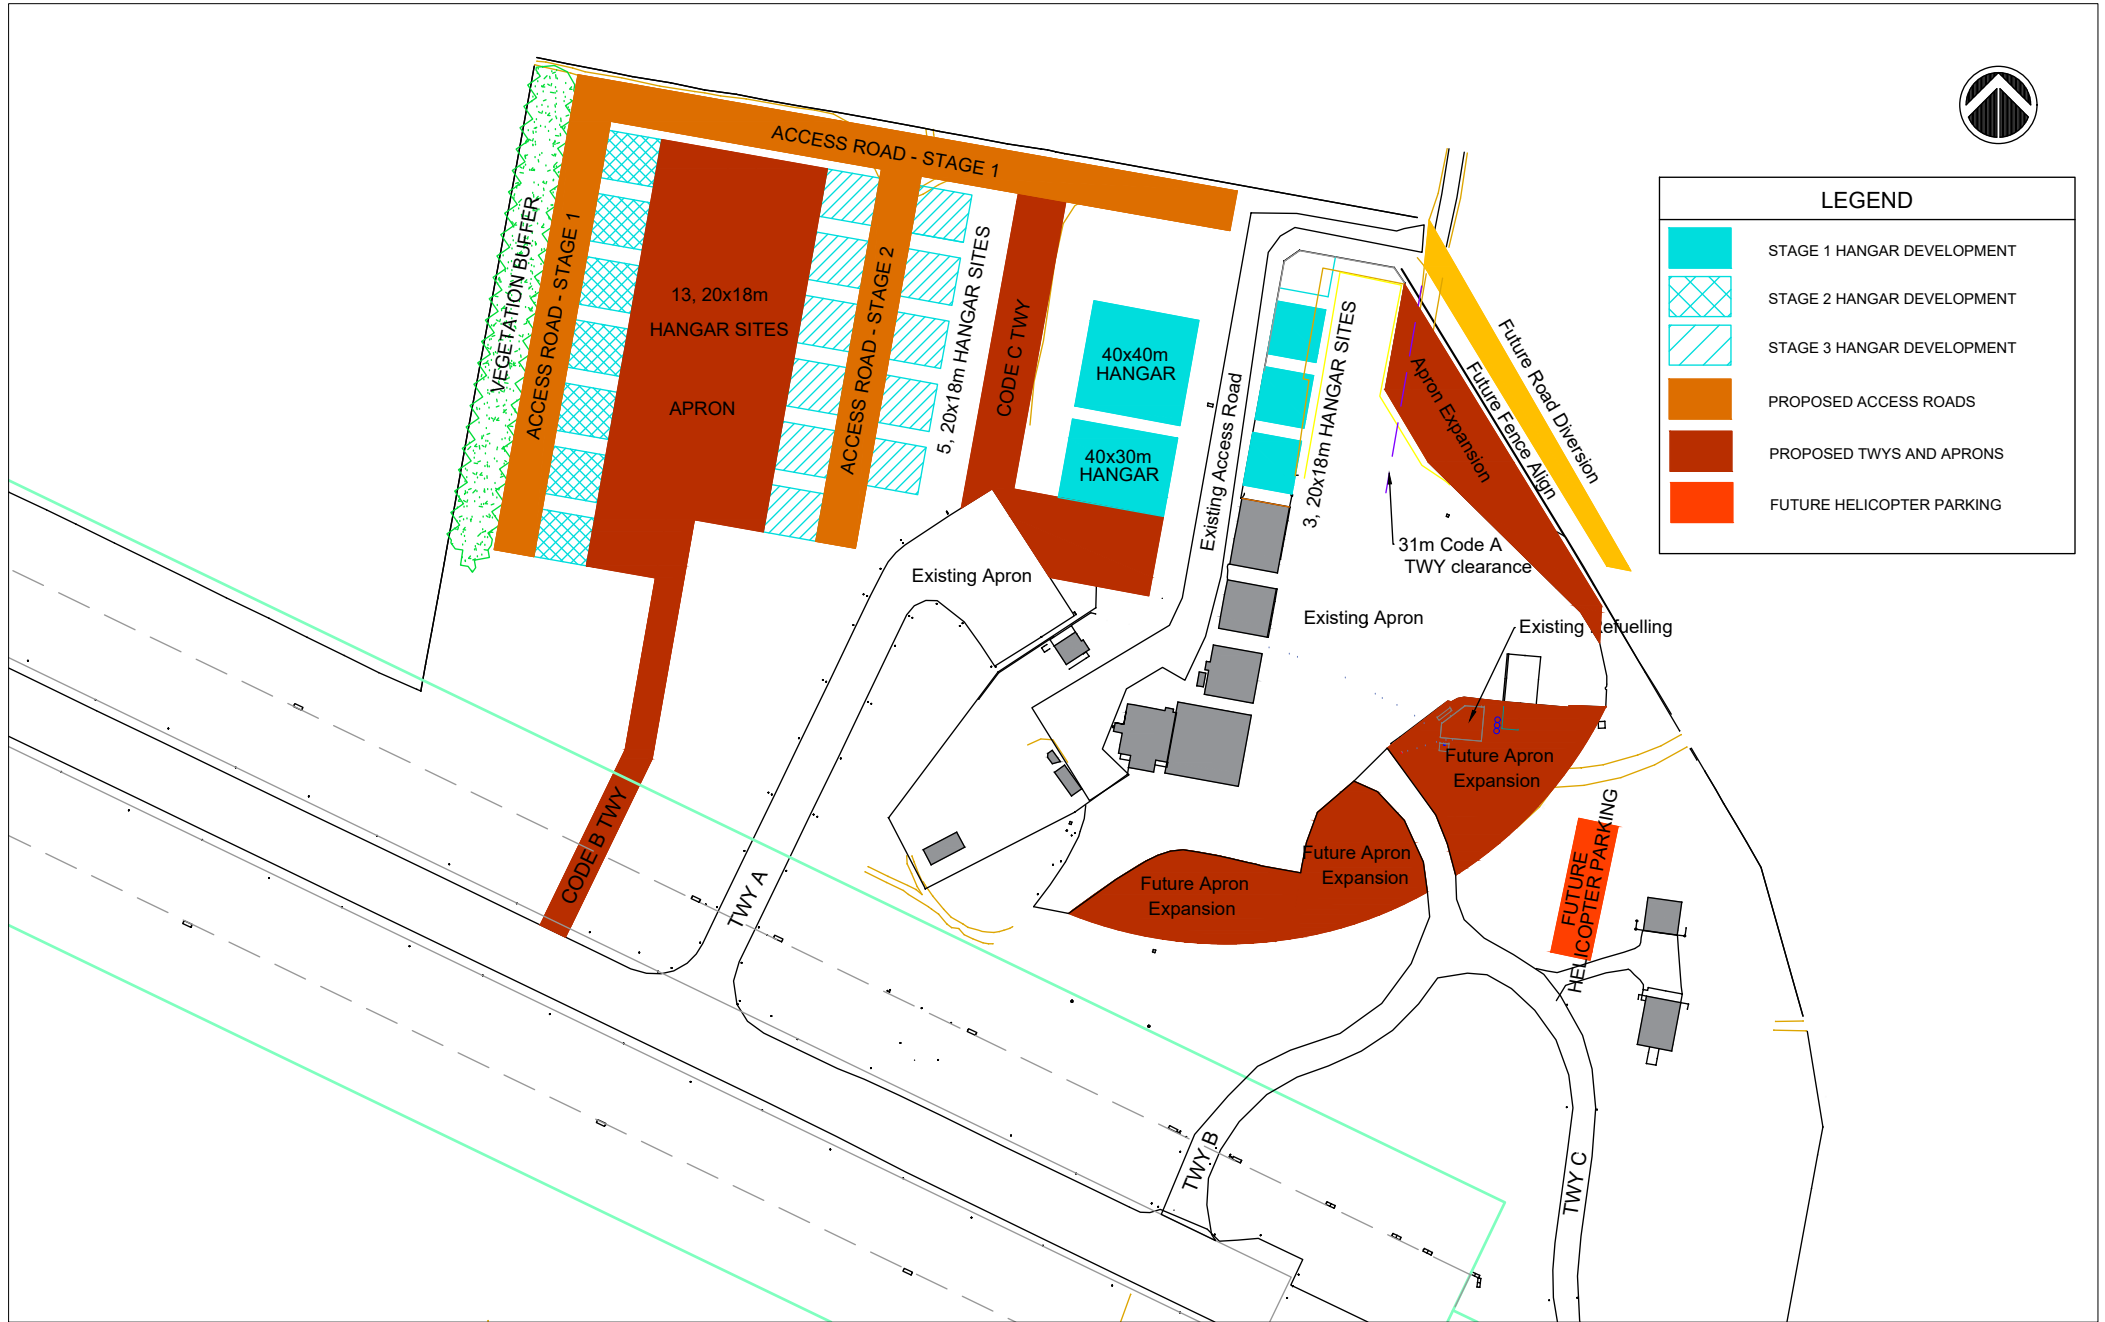 ACCESS ROAD - STAGE 1
VEGETATION BUFFER
ACCESS ROAD - STAGE 1
13, 20x18m
HANGAR SITES
APRON
ACCESS ROAD - STAGE 2
5, 20x18m HANGAR SITES
CODE C TWY
40x40m
HANGAR
40x30m
HANGAR
Existing Access Road
3, 20x18m HANGAR SITES
Apron Expansion
Future Fence Align
Future Road Diversion
31m Code A
TWY clearance
Existing Apron
Existing Apron
Existing Refuelling
Future Apron
Expansion
Future Apron
Expansion
Future Apron
Expansion
FUTURE
HELICOPTER PARKING
CODE B TWY
TWY A
TWY B
TWY C
LEGEND
STAGE 1 HANGAR DEVELOPMENT
STAGE 2 HANGAR DEVELOPMENT
STAGE 3 HANGAR DEVELOPMENT
PROPOSED ACCESS ROADS
PROPOSED TWYS AND APRONS
FUTURE HELICOPTER PARKING